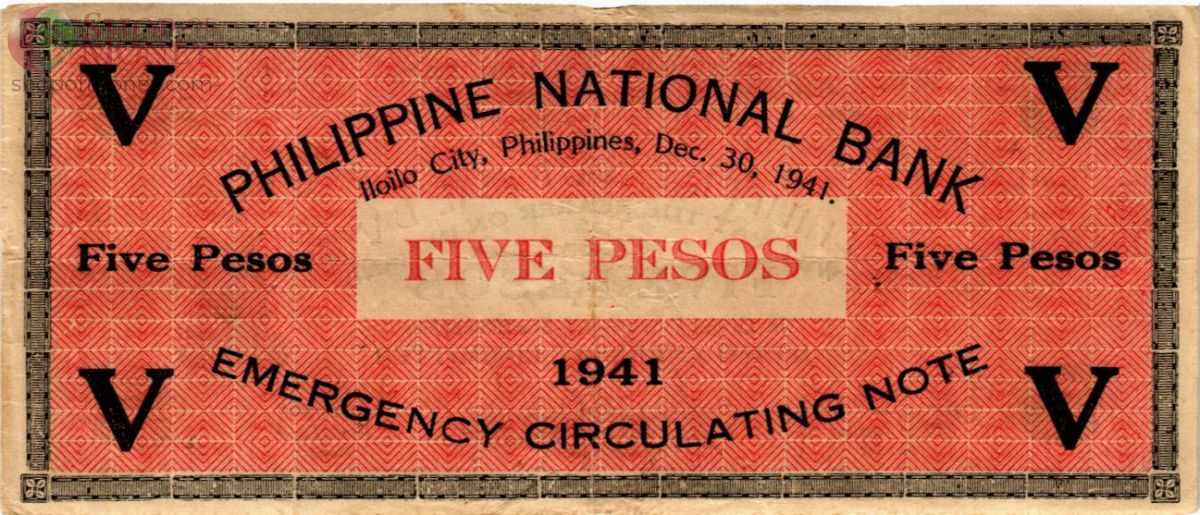 V V
PHILIPPINE NATIONAL BANK
Iloilo City, Philippines, Dec. 30, 1941.
Five Pesos FIVE PESOS Five Pesos
1941
EMERGENCY CIRCULATING NOTE
V V